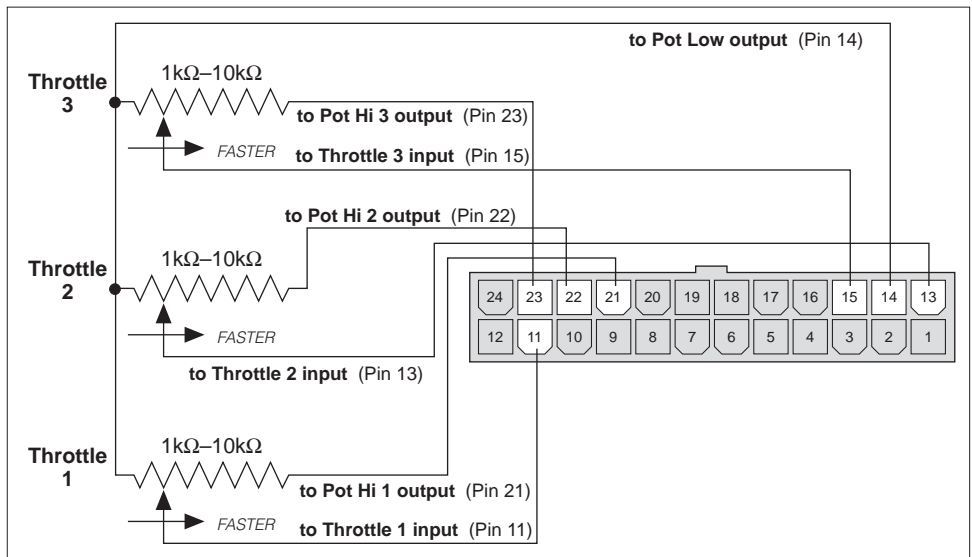 to Pot Low output (Pin 14)
Throttle
3
1kΩ–10kΩ
to Pot Hi 3 output (Pin 23)
FASTER
to Throttle 3 input (Pin 15)
to Pot Hi 2 output (Pin 22)
Throttle
2
1kΩ–10kΩ
FASTER
to Throttle 2 input (Pin 13)
24 23 22 21 20 19 18 17 16 15 14 13
12 11 10 9 8 7 6 5 4 3 2 1
Throttle
1
1kΩ–10kΩ
to Pot Hi 1 output (Pin 21)
FASTER
to Throttle 1 input (Pin 11)